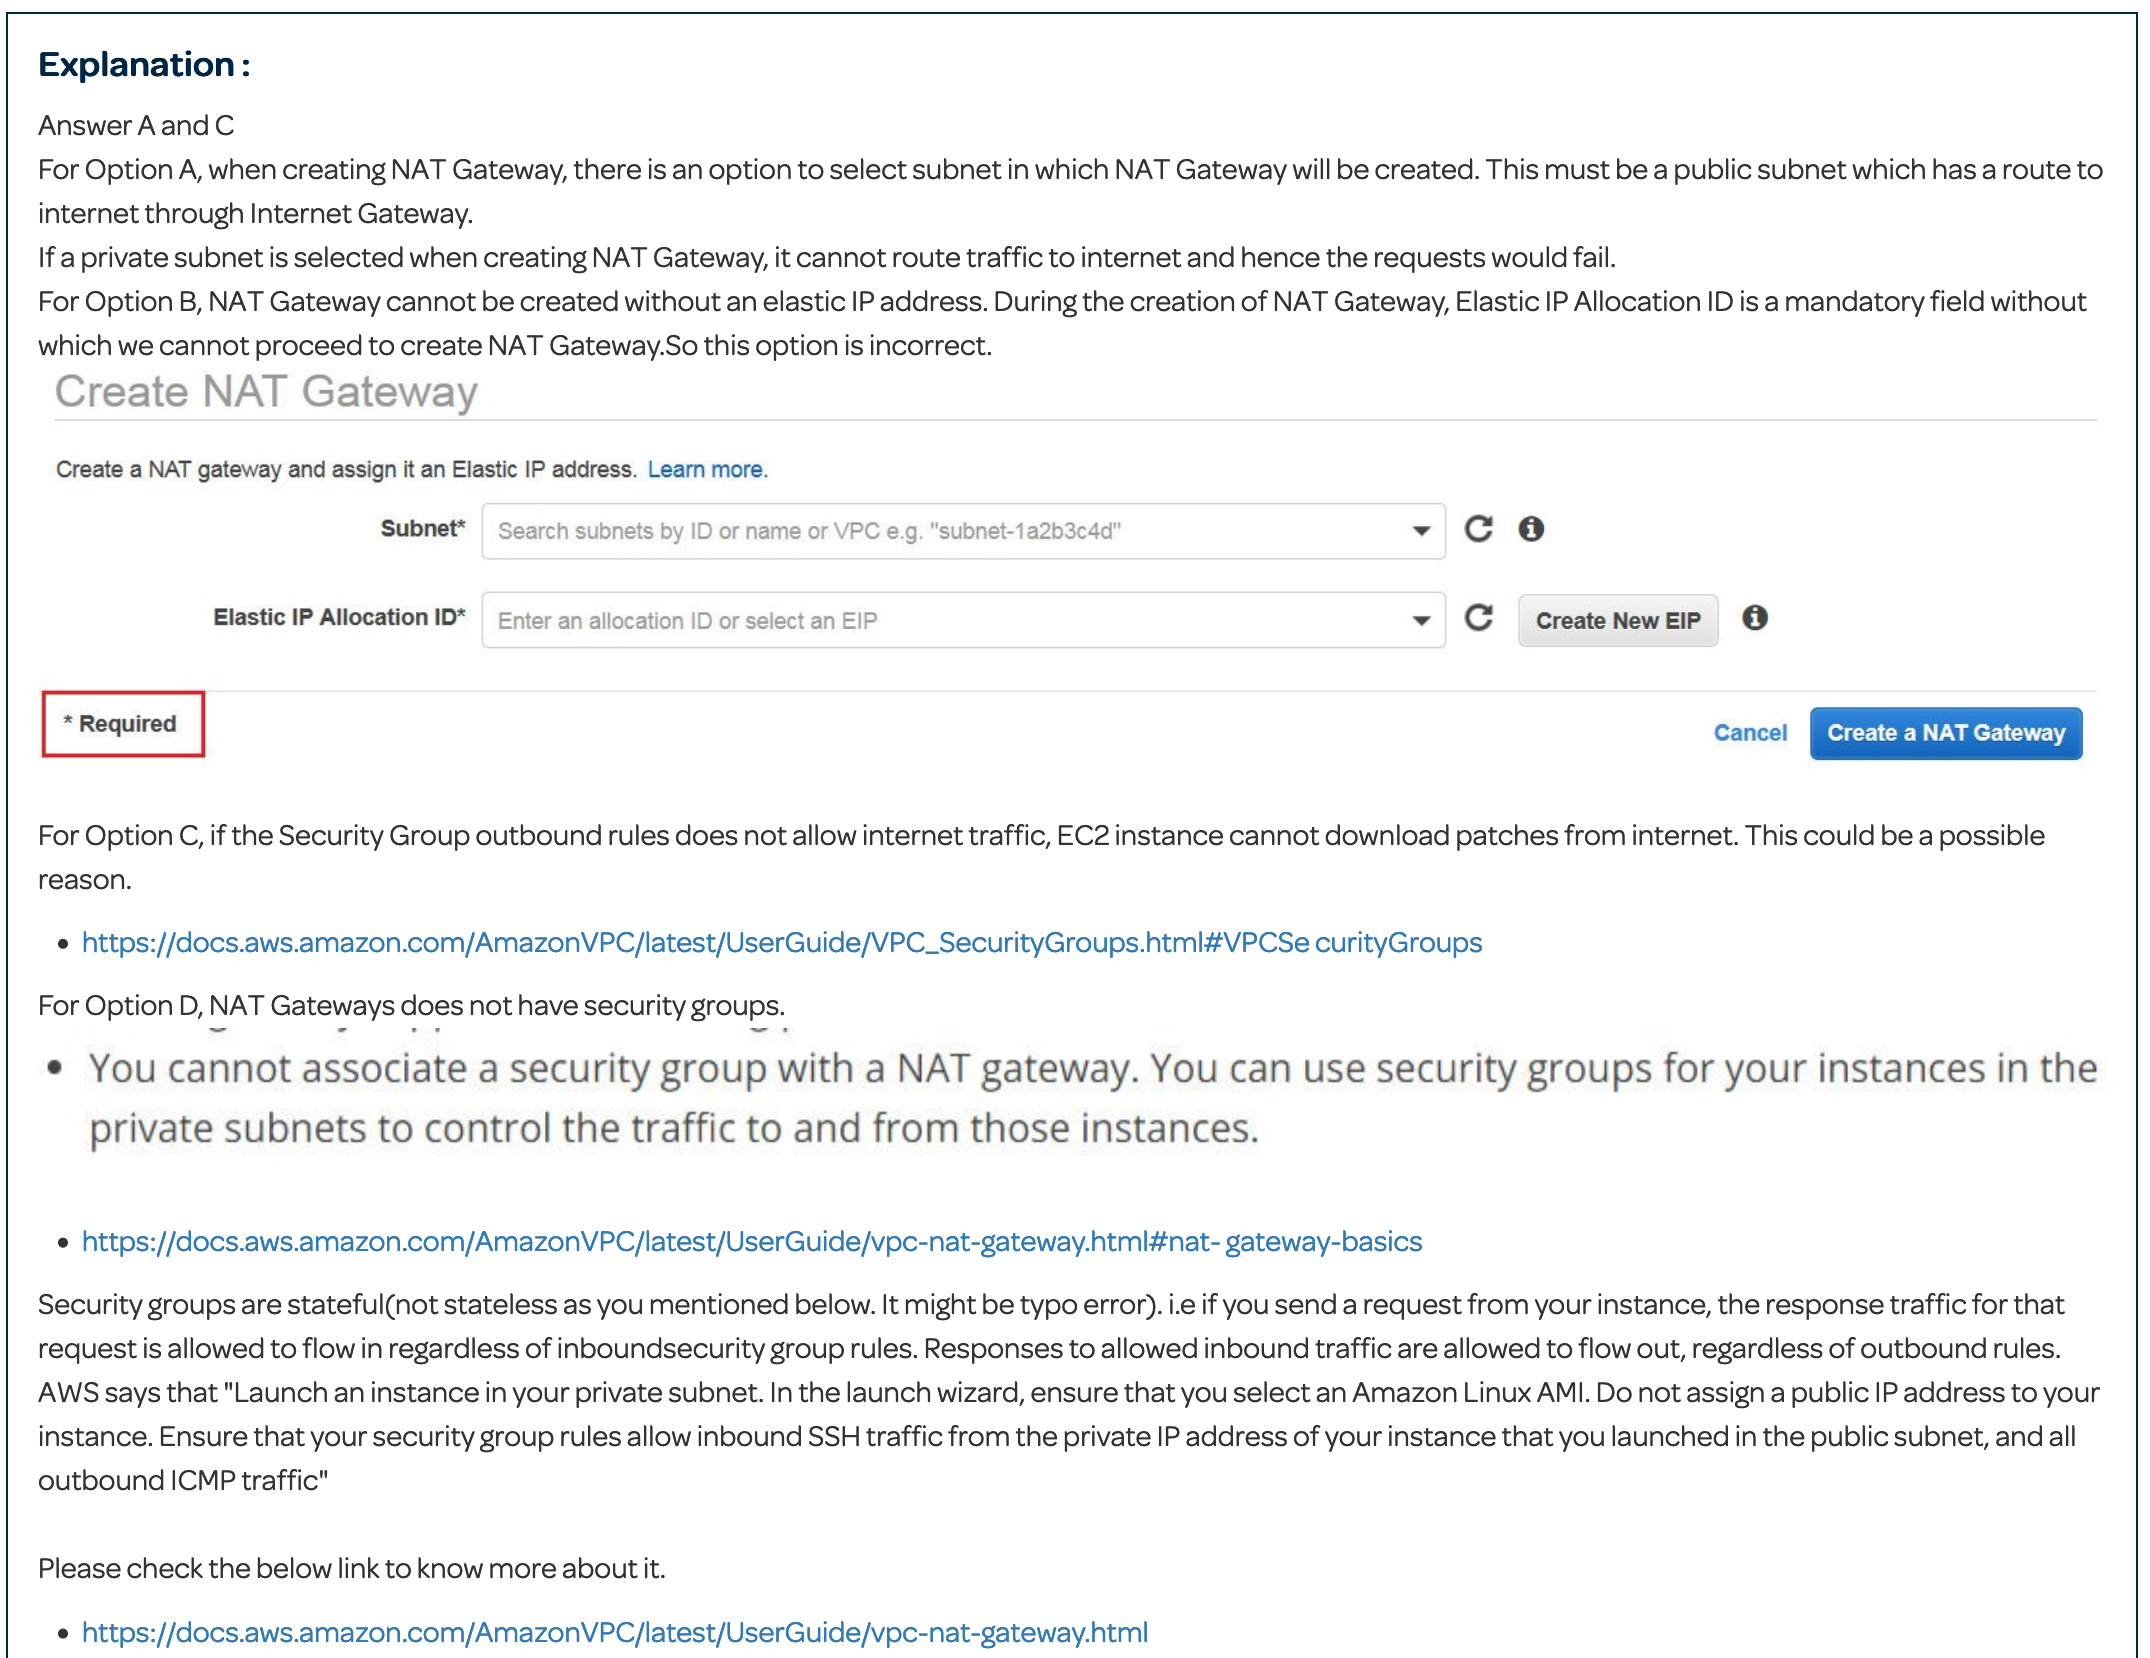 Explanation :
Answer A and C
For Option A, when creating NAT Gateway, there is an option to select subnet in which NAT Gateway will be created. This must be a public subnet which has a route to
internet through Internet Gateway.
If a private subnet is selected when creating NAT Gateway, it cannot route traffic to internet and hence the requests would fail.
For Option B, NAT Gateway cannot be created without an elastic IP address. During the creation of NAT Gateway, Elastic IP Allocation ID is a mandatory field without
which we cannot proceed to create NAT Gateway.So this option is incorrect.
Create NAT Gateway
Create a NAT gateway and assign it an Elastic IP address. Learn more.
Subnet* Search subnets by ID or name or VPC e.g. "subnet-1a2b3c4d"
Elastic IP Allocation ID* Enter an allocation ID or select an EIP Create New EIP
* Required Cancel Create a NAT Gateway
For Option C, if the Security Group outbound rules does not allow internet traffic, EC2 instance cannot download patches from internet. This could be a possible
reason.
• https://docs.aws.amazon.com/AmazonVPC/latest/UserGuide/VPC_SecurityGroups.html#VPCSe curityGroups
For Option D, NAT Gateways does not have security groups.
• You cannot associate a security group with a NAT gateway. You can use security groups for your instances in the
private subnets to control the traffic to and from those instances.
• https://docs.aws.amazon.com/AmazonVPC/latest/UserGuide/vpc-nat-gateway.html#nat- gateway-basics
Security groups are stateful(not stateless as you mentioned below. It might be typo error). i.e if you send a request from your instance, the response traffic for that
request is allowed to flow in regardless of inboundsecurity group rules. Responses to allowed inbound traffic are allowed to flow out, regardless of outbound rules.
AWS says that "Launch an instance in your private subnet. In the launch wizard, ensure that you select an Amazon Linux AMI. Do not assign a public IP address to your
instance. Ensure that your security group rules allow inbound SSH traffic from the private IP address of your instance that you launched in the public subnet, and all
outbound ICMP traffic"
Please check the below link to know more about it.
• https://docs.aws.amazon.com/AmazonVPC/latest/UserGuide/vpc-nat-gateway.html